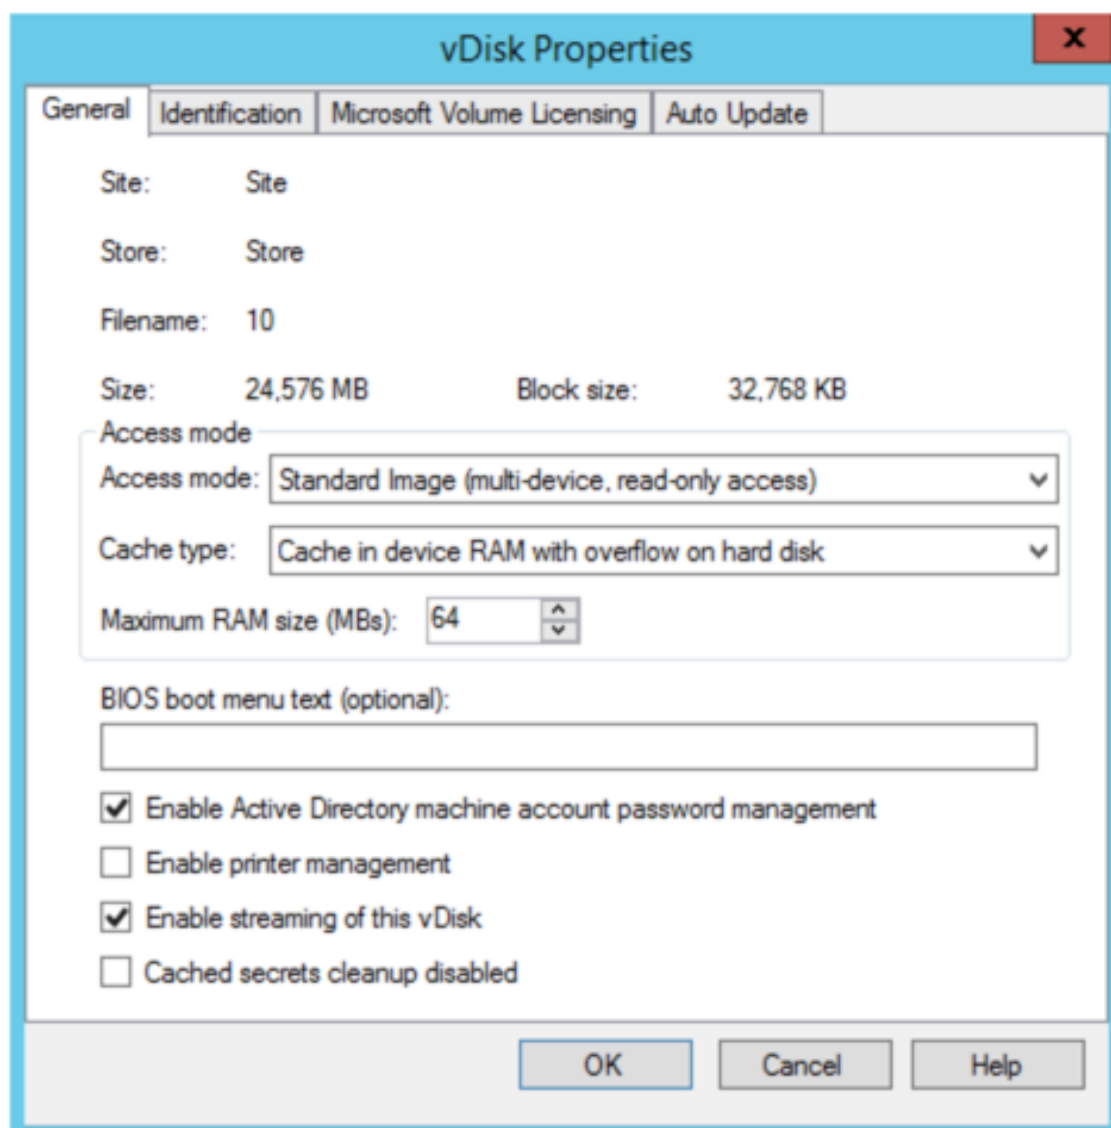 vDisk Properties
x
General Identification Microsoft Volume Licensing Auto Update
Site: Site
Store: Store
Filename: 10
Size: 24,576 MB Block size: 32,768 KB
Access mode
Access mode: Standard Image (multi-device, read-only access)
Cache type: Cache in device RAM with overflow on hard disk
Maximum RAM size (MBs): 64
BIOS boot menu text (optional):
Enable Active Directory machine account password management
Enable printer management
Enable streaming of this vDisk
Cached secrets cleanup disabled
OK Cancel Help